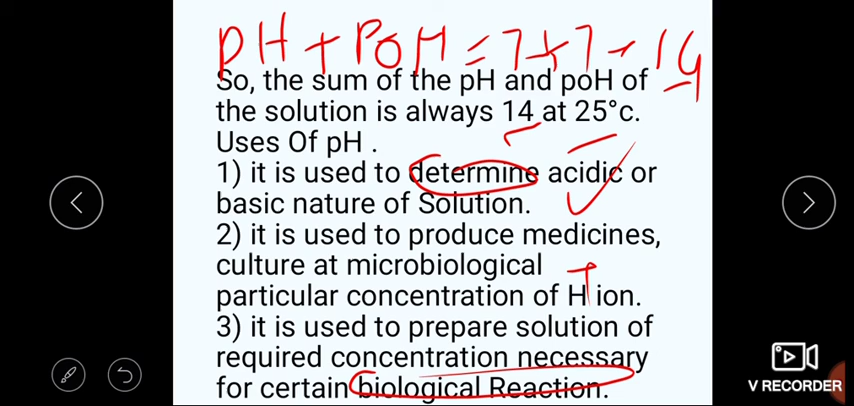 pH + POH = 7+7 = 14
So, the sum of the pH and poH of
the solution is always 14 at 25°c.
Uses Of pH .
1) it is used to determine acidic or
basic nature of Solution.
2) it is used to produce medicines,
culture at microbiological
particular concentration of H+ ion.
3) it is used to prepare solution of
required concentration necessary
for certain biological Reaction.
V RECORDER